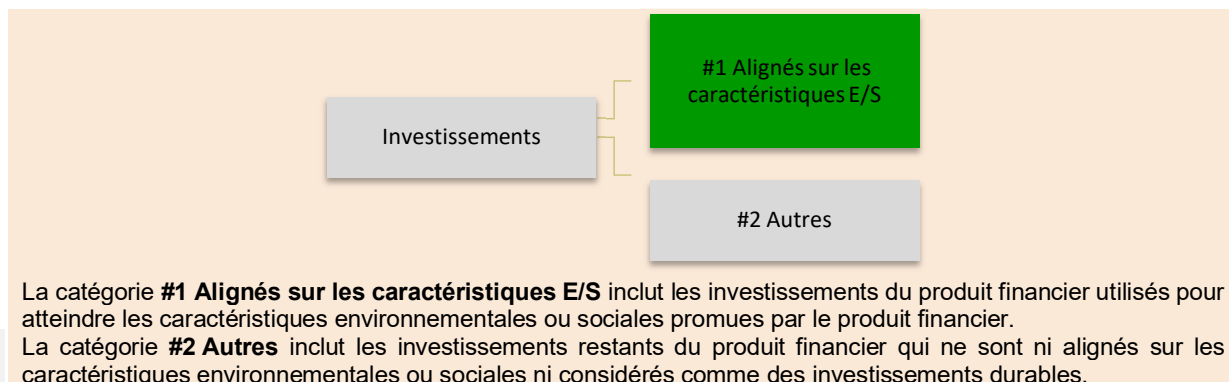 #1 Alignés sur les
caractéristiques E/S
Investissements
#2 Autres
La catégorie #1 Alignés sur les caractéristiques E/S inclut les investissements du produit financier utilisés pour
atteindre les caractéristiques environnementales ou sociales promues par le produit financier.
La catégorie #2 Autres inclut les investissements restants du produit financier qui ne sont ni alignés sur les
caractéristiques environnementales ou sociales ni considérés comme des investissements durables.